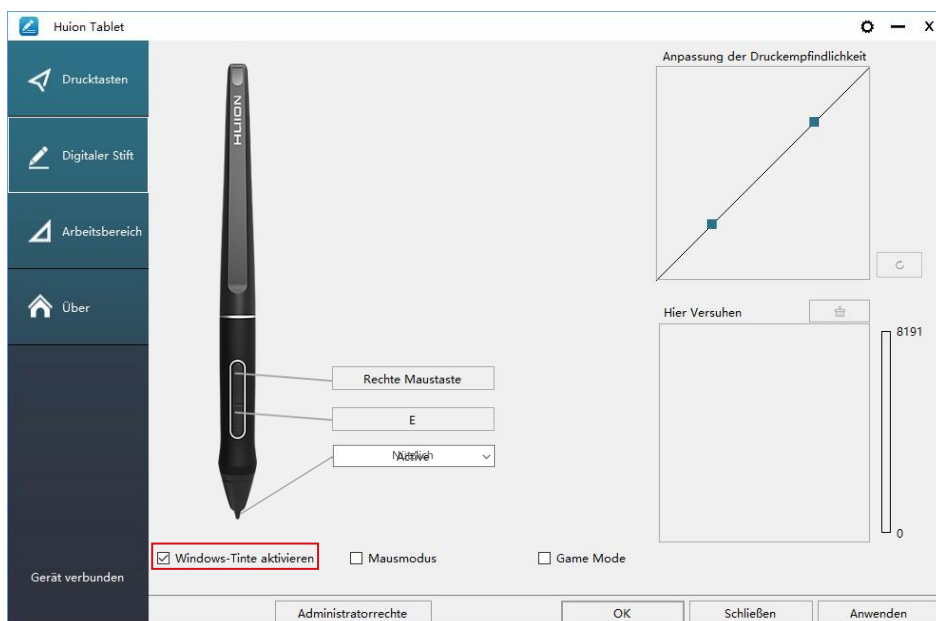 Huion Tablet
X
Drucktasten
Digitaler Stift
Arbeitsbereich
Über
Gerät verbunden
HUION
Rechte Maustaste
E
Active
Windows-Tinte aktivieren
Mausmodus
Game Mode
Anpassung der Druckempfindlichkeit
Hier Versuhen
8191
0
Administratorrechte
OK
Schließen
Anwenden